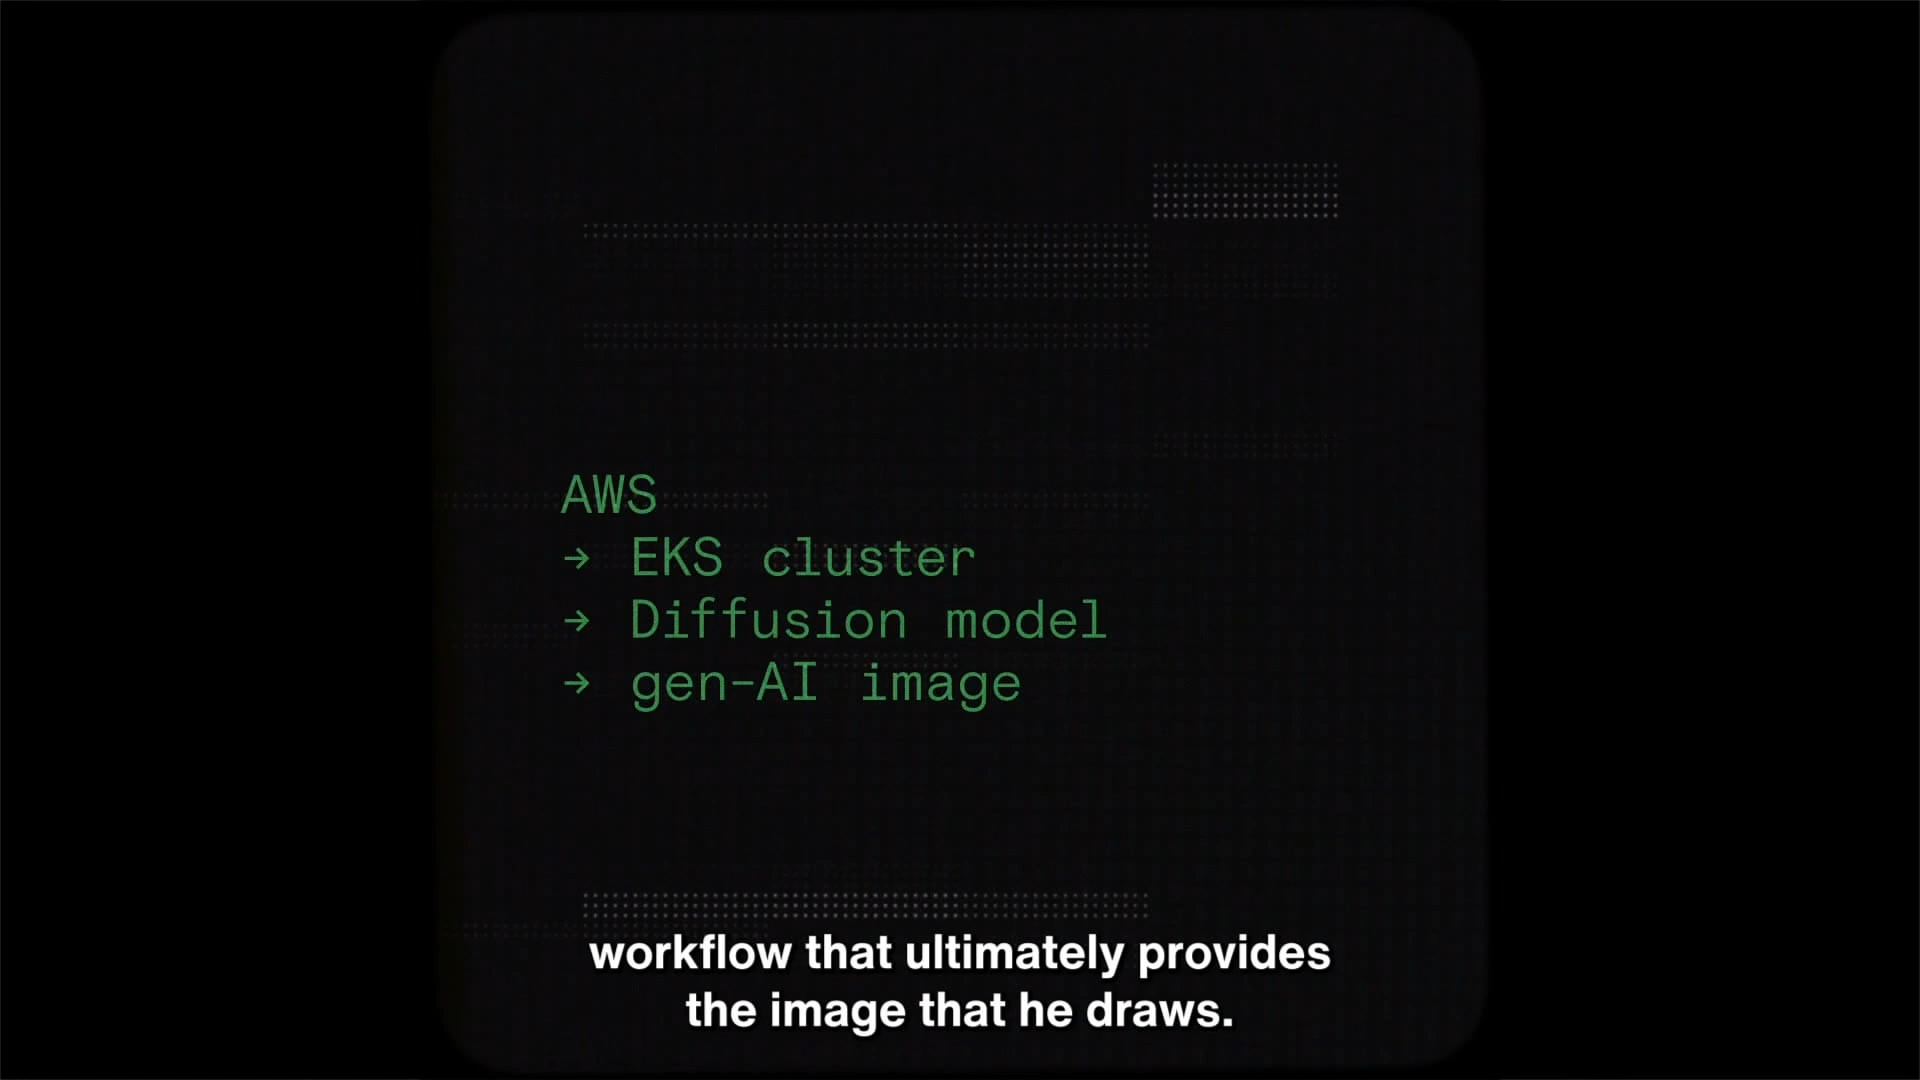 AWS
→ EKS cluster
→ Diffusion model
→ gen-AI image
workflow that ultimately provides
the image that he draws.